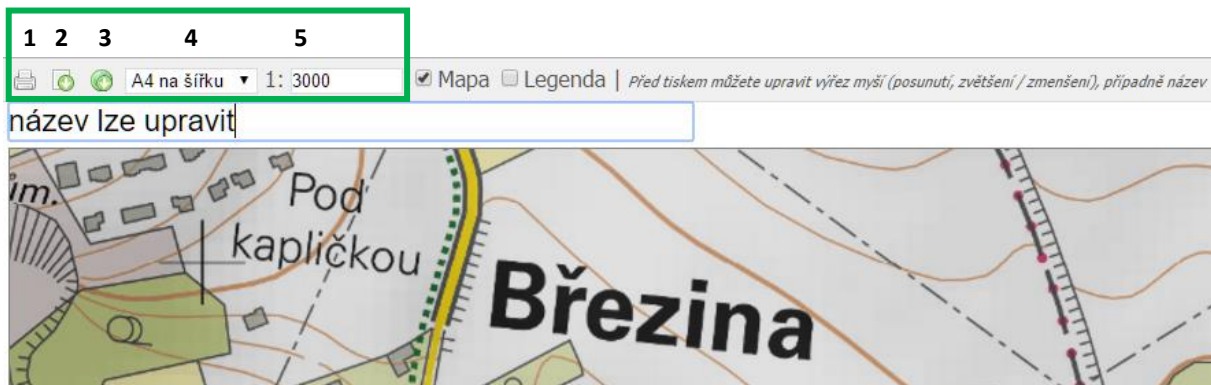 1 2 3 4 5
A4 na šířku 1: 3000 Mapa Legenda | Před tiskem můžete upravit výřez myší (posunutí, zvětšení / zmenšení), případně název
název lze upravit
im.
Pod
kapličkou
Březina